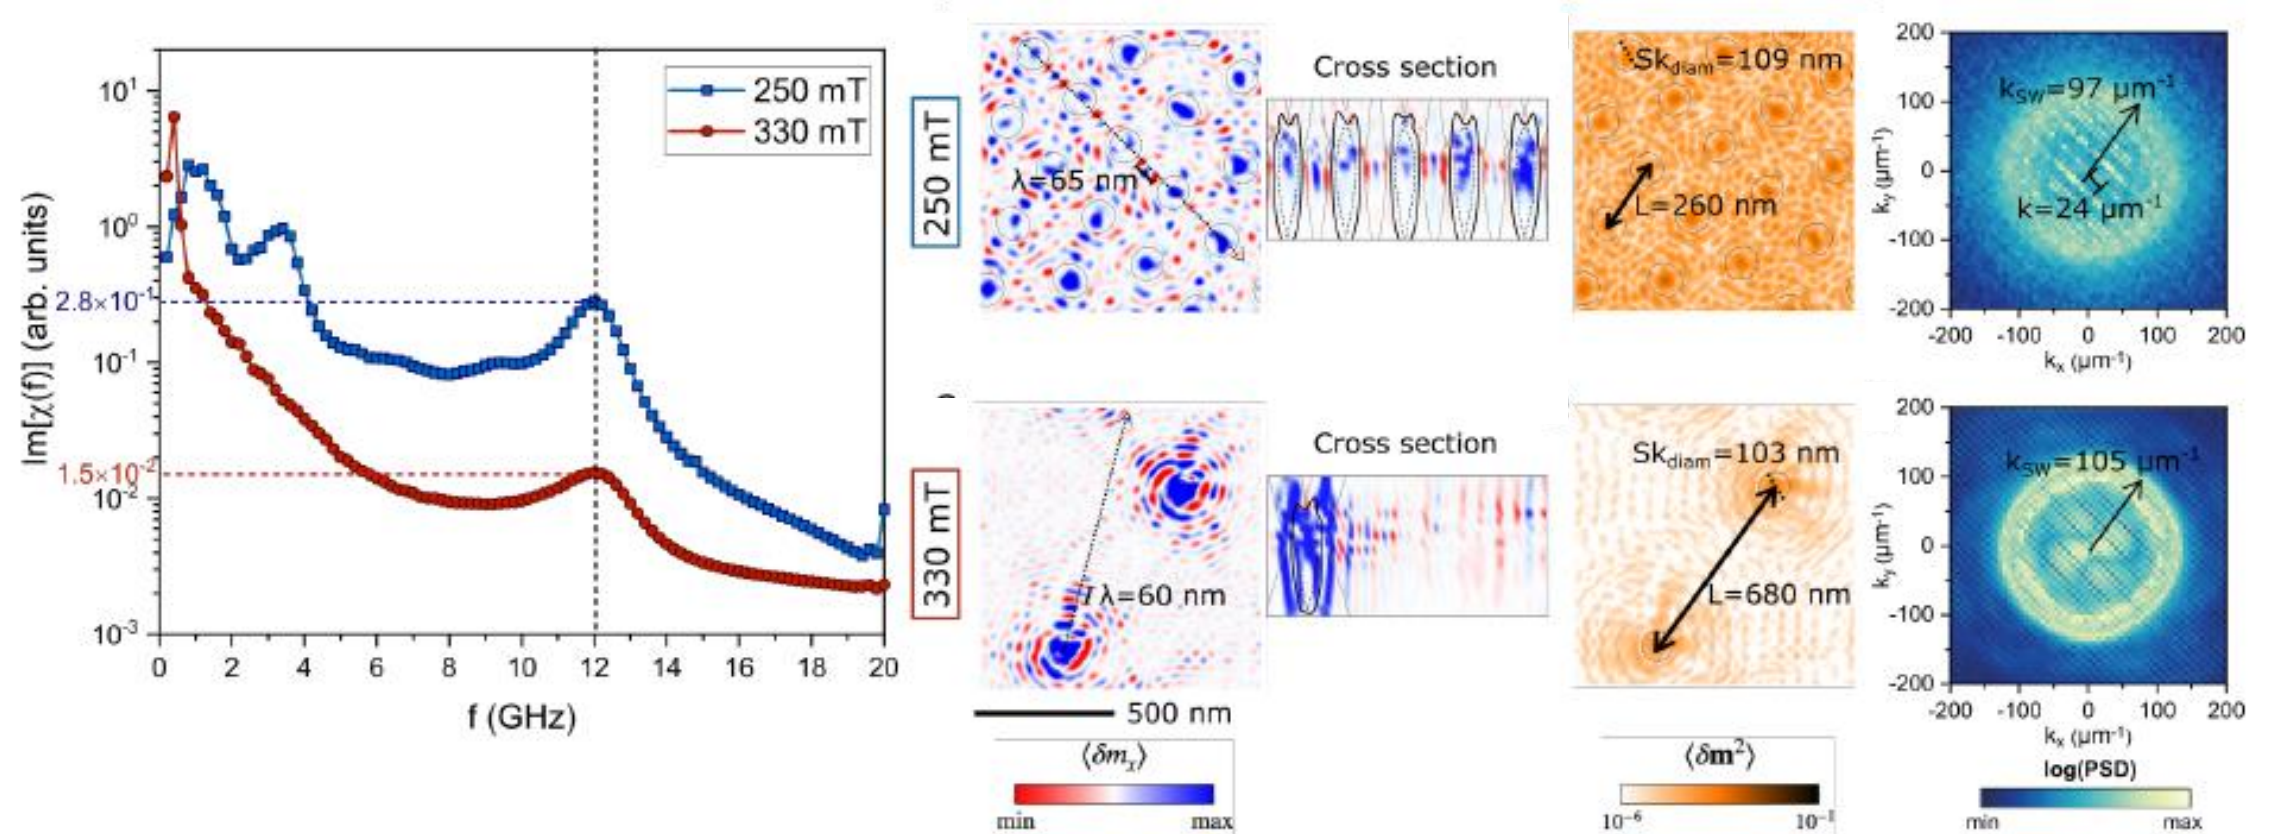 Im[χ(f)] (arb. units)
10¹
10⁰
2.8×10⁻¹
10⁻¹
1.5×10⁻²
10⁻²
10⁻³
0 2 4 6 8 10 12 14 16 18 20
f (GHz)
250 mT
330 mT
250 mT
λ=65 nm
Cross section
Sk_diam=109 nm
L=260 nm
200
100
0
-100
-200
k_y (µm⁻¹)
k_SW=97 µm⁻¹
k=24 µm⁻¹
-200 -100 0 100 200
k_x (µm⁻¹)
330 mT
λ=60 nm
500 nm
⟨δm_x⟩
min max
Cross section
Sk_diam=103 nm
L=680 nm
⟨δm²⟩
10⁻⁶ 10⁻¹
200
100
0
-100
-200
k_y (µm⁻¹)
k_SW=105 µm⁻¹
-200 -100 0 100 200
k_x (µm⁻¹)
log(PSD)
min max